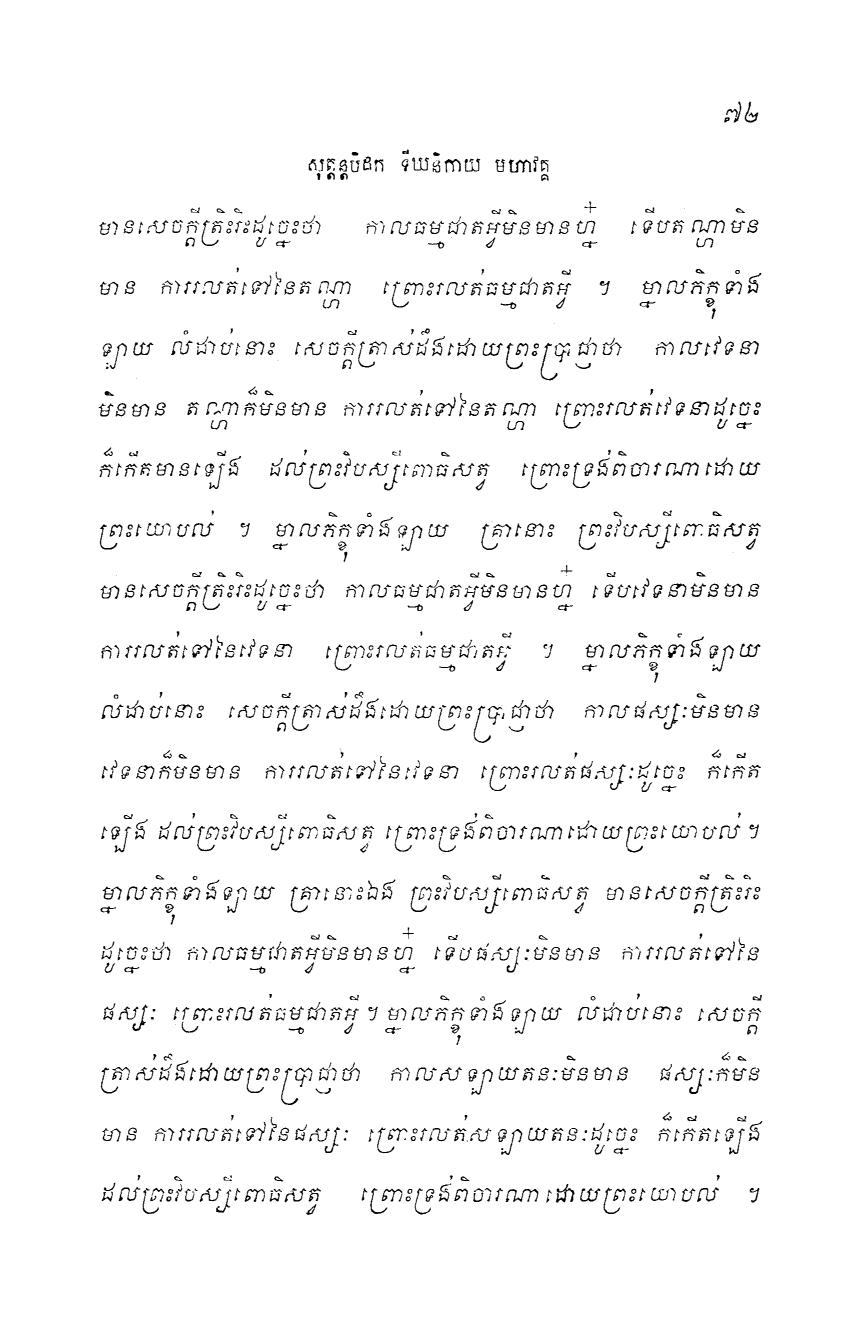 ៧២
សុត្តន្តបិដក ទីឃនិកាយ មហាវគ្គ
មានសេចក្តីត្រិះរិះដូច្នេះថា កាលធម្មជាតអ្វីមិនមានហ្ន៎ ទើបតណ្ហាមិន
មាន ការរលត់ទៅនៃតណ្ហា ព្រោះរលត់ធម្មជាតអ្វី ។ ម្នាលភិក្ខុទាំង
ឡាយ លំដាប់នោះ សេចក្តីត្រាស់ដឹងដោយព្រះប្រាជ្ញាថា កាលវេទនា
មិនមាន តណ្ហាក៏មិនមាន ការរលត់ទៅនៃតណ្ហា ព្រោះរលត់វេទនាដូច្នេះ
ក៏កើតមានឡើង ដល់ព្រះវិបស្សីពោធិសត្វ ព្រោះទ្រង់ពិចារណាដោយ
ព្រះយោបល់ ។ ម្នាលភិក្ខុទាំងឡាយ គ្រានោះ ព្រះវិបស្សីពោធិសត្វ
មានសេចក្តីត្រិះរិះដូច្នេះថា កាលធម្មជាតអ្វីមិនមានហ្ន៎ ទើបវេទនាមិនមាន
ការរលត់ទៅនៃវេទនា ព្រោះរលត់ធម្មជាតអ្វី ។ ម្នាលភិក្ខុទាំងឡាយ
លំដាប់នោះ សេចក្តីត្រាស់ដឹងដោយព្រះប្រាជ្ញាថា កាលផស្សៈមិនមាន
វេទនាក៏មិនមាន ការរលត់ទៅនៃវេទនា ព្រោះរលត់ផស្សៈដូច្នេះ ក៏កើត
ឡើង ដល់ព្រះវិបស្សីពោធិសត្វ ព្រោះទ្រង់ពិចារណាដោយព្រះយោបល់ ។
ម្នាលភិក្ខុទាំងឡាយ គ្រានោះឯង ព្រះវិបស្សីពោធិសត្វ មានសេចក្តីត្រិះរិះ
ដូច្នេះថា កាលធម្មជាតអ្វីមិនមានហ្ន៎ ទើបផស្សៈមិនមាន ការរលត់ទៅនៃ
ផស្សៈ ព្រោះរលត់ធម្មជាតអ្វី ។ ម្នាលភិក្ខុទាំងឡាយ លំដាប់នោះ សេចក្តី
ត្រាស់ដឹងដោយព្រះប្រាជ្ញាថា កាលសឡាយតនៈមិនមាន ផស្សៈក៏មិន
មាន ការរលត់ទៅនៃផស្សៈ ព្រោះរលត់សឡាយតនៈដូច្នេះ ក៏កើតឡើង
ដល់ព្រះវិបស្សីពោធិសត្វ ព្រោះទ្រង់ពិចារណាដោយព្រះយោបល់ ។